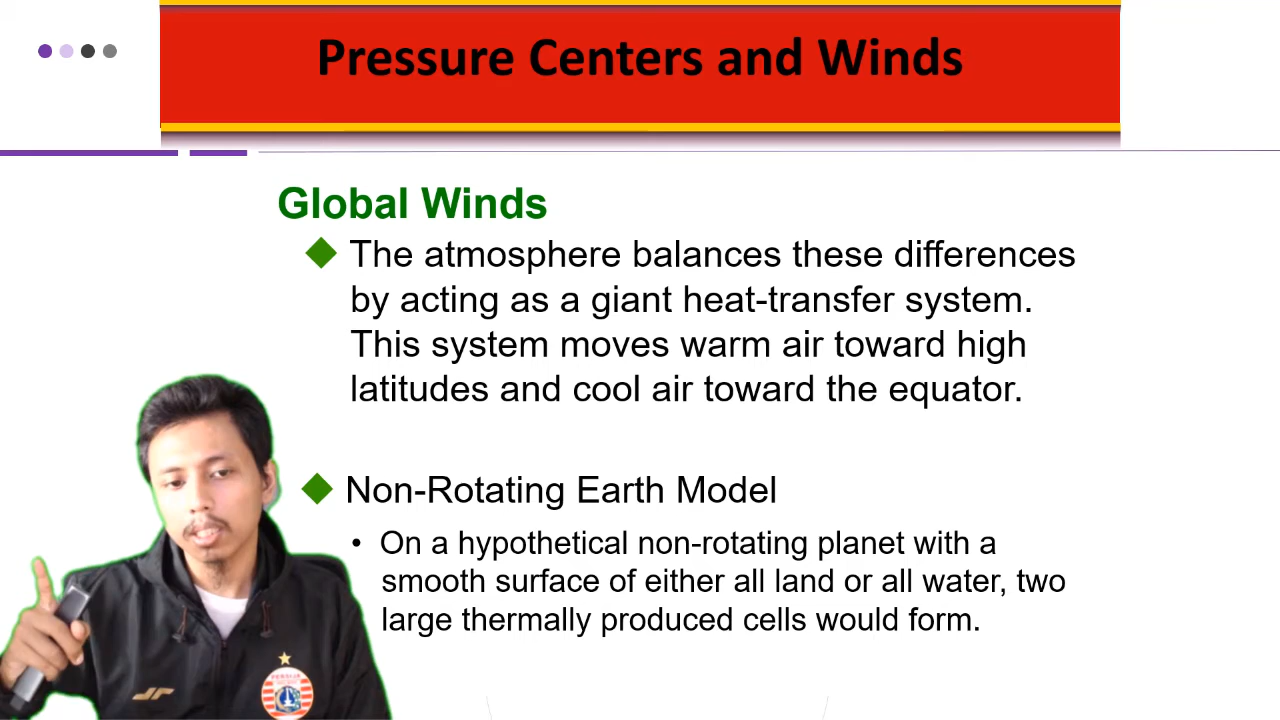 Pressure Centers and Winds
Global Winds
The atmosphere balances these differences
by acting as a giant heat-transfer system.
This system moves warm air toward high
latitudes and cool air toward the equator.
Non-Rotating Earth Model
• On a hypothetical non-rotating planet with a
smooth surface of either all land or all water, two
large thermally produced cells would form.
PERSIJA